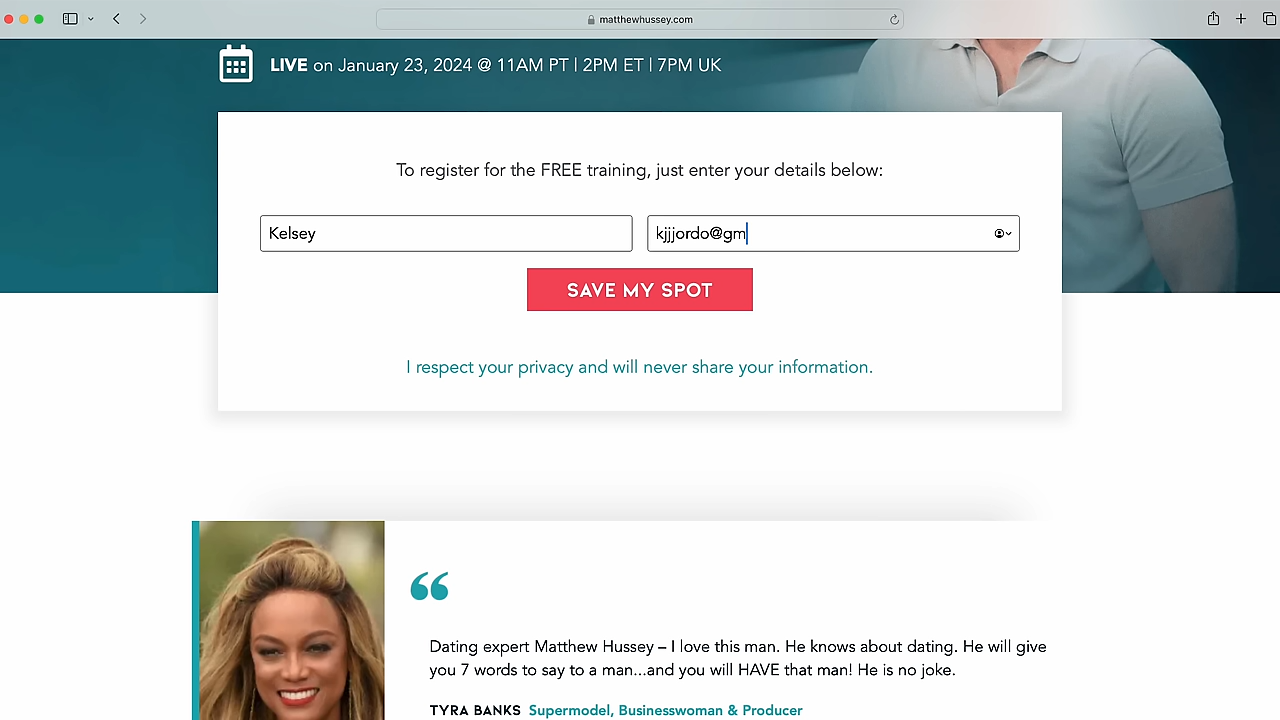 matthewhussey.com
LIVE on January 23, 2024 @ 11AM PT | 2PM ET | 7PM UK
To register for the FREE training, just enter your details below:
Kelsey
kjjjordo@gm
SAVE MY SPOT
I respect your privacy and will never share your information.
“
Dating expert Matthew Hussey – I love this man. He knows about dating. He will give
you 7 words to say to a man...and you will HAVE that man! He is no joke.
TYRA BANKS Supermodel, Businesswoman & Producer